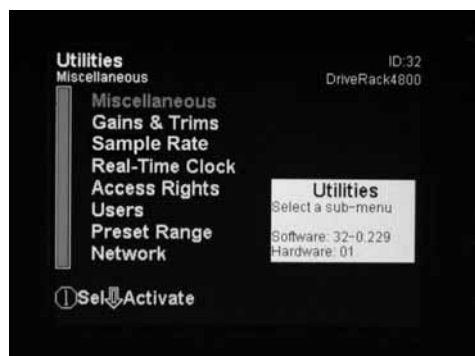 Utilities
ID:32
Miscellaneous
DriveRack4800
Miscellaneous
Gains & Trims
Sample Rate
Real-Time Clock
Access Rights
Users
Preset Range
Network
Utilities
Select a sub-menu
Software: 32-0.229
Hardware: 01
①Sel⇩Activate